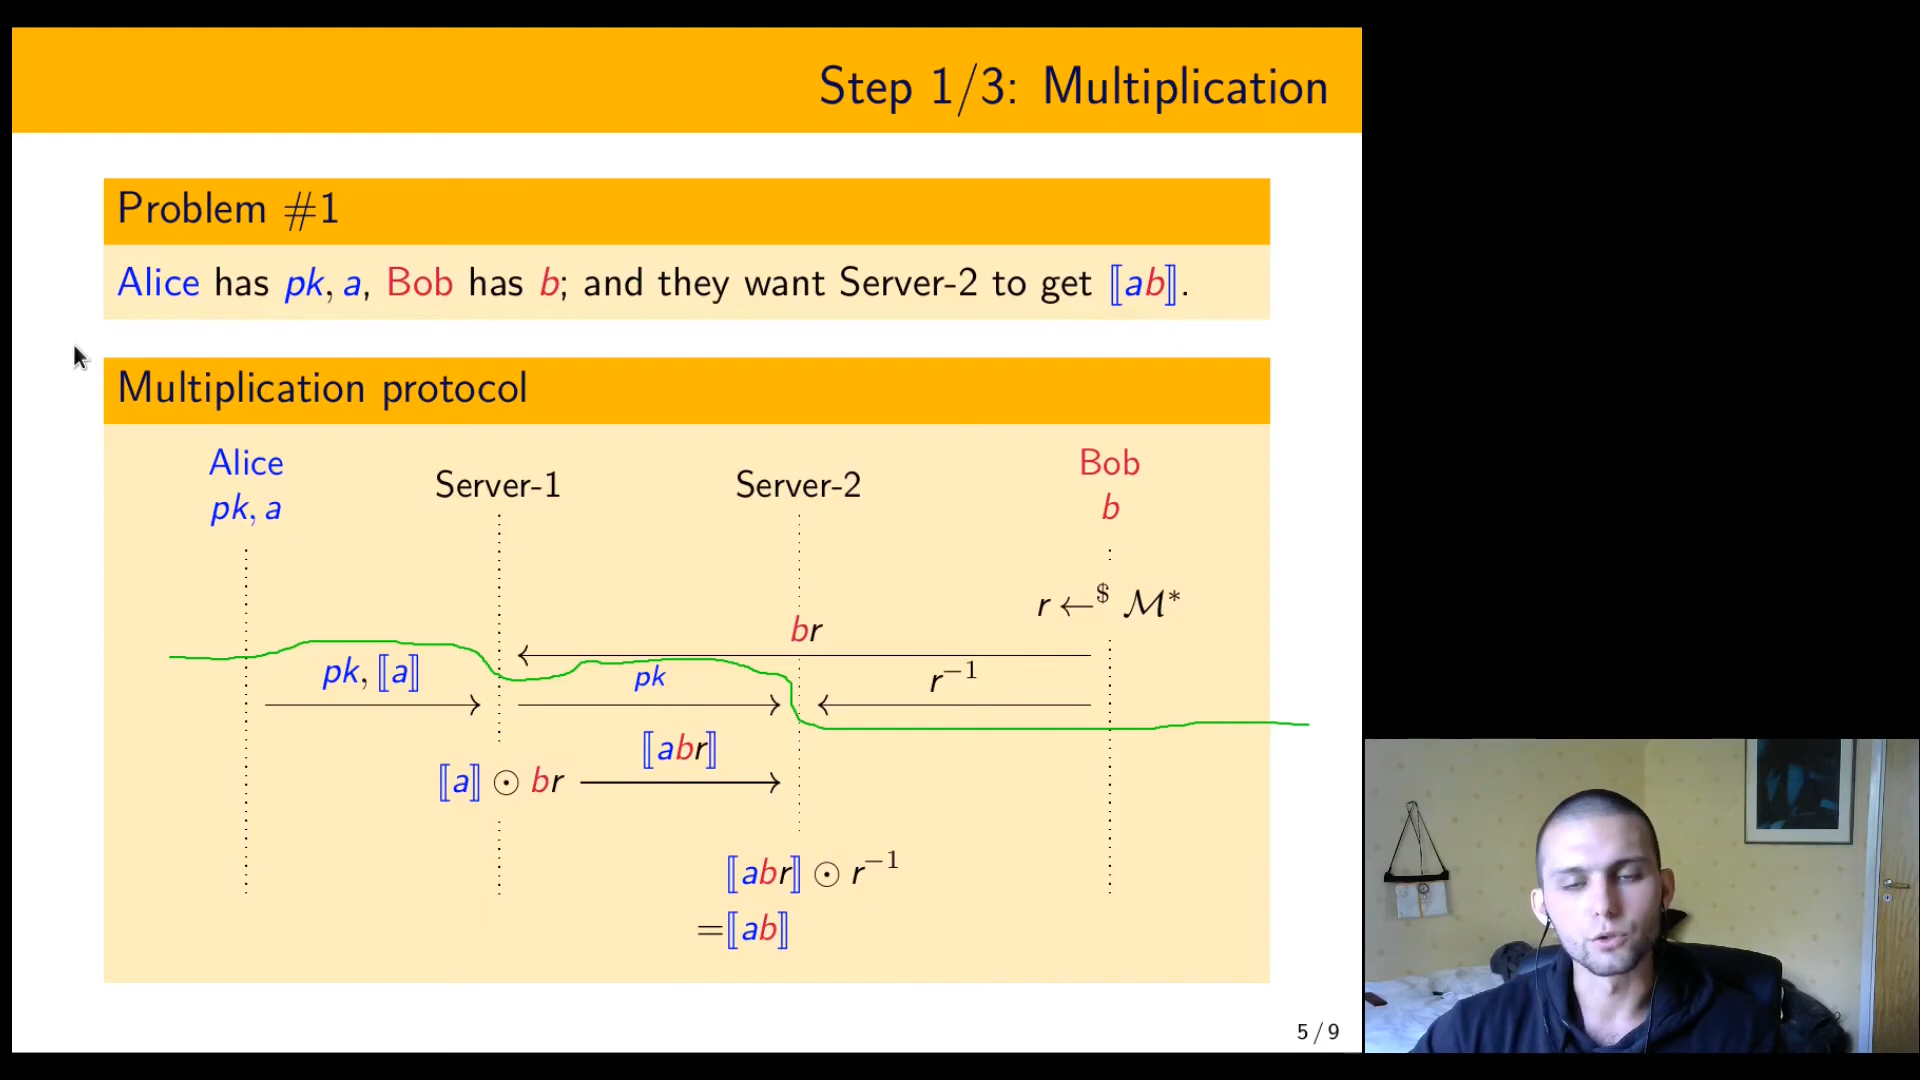 Step 1/3: Multiplication
Problem #1
Alice has pk, a, Bob has b; and they want Server-2 to get ⟦ab⟧.
Multiplication protocol
Alice
pk, a
Server-1
Server-2
Bob
b
r ←$ M*
br
pk, ⟦a⟧
pk
r⁻¹
⟦abr⟧
⟦a⟧ ⊙ br
⟦abr⟧ ⊙ r⁻¹
=⟦ab⟧
5 / 9